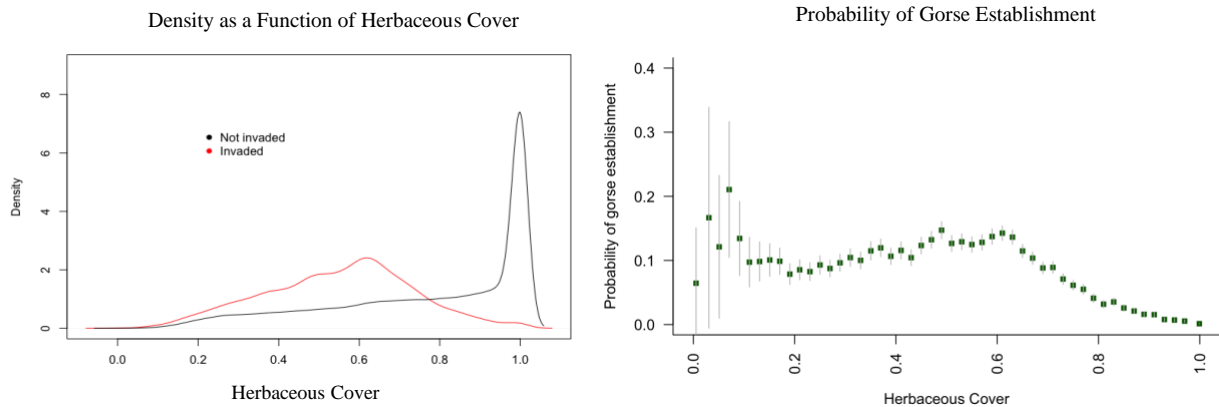 Density as a Function of Herbaceous Cover
Density
8
6
4
2
0
Not invaded
Invaded
0.0 0.2 0.4 0.6 0.8 1.0
Herbaceous Cover
Probability of Gorse Establishment
Probability of gorse establishment
0.4
0.3
0.2
0.1
0.0
0.0 0.2 0.4 0.6 0.8 1.0
Herbaceous Cover